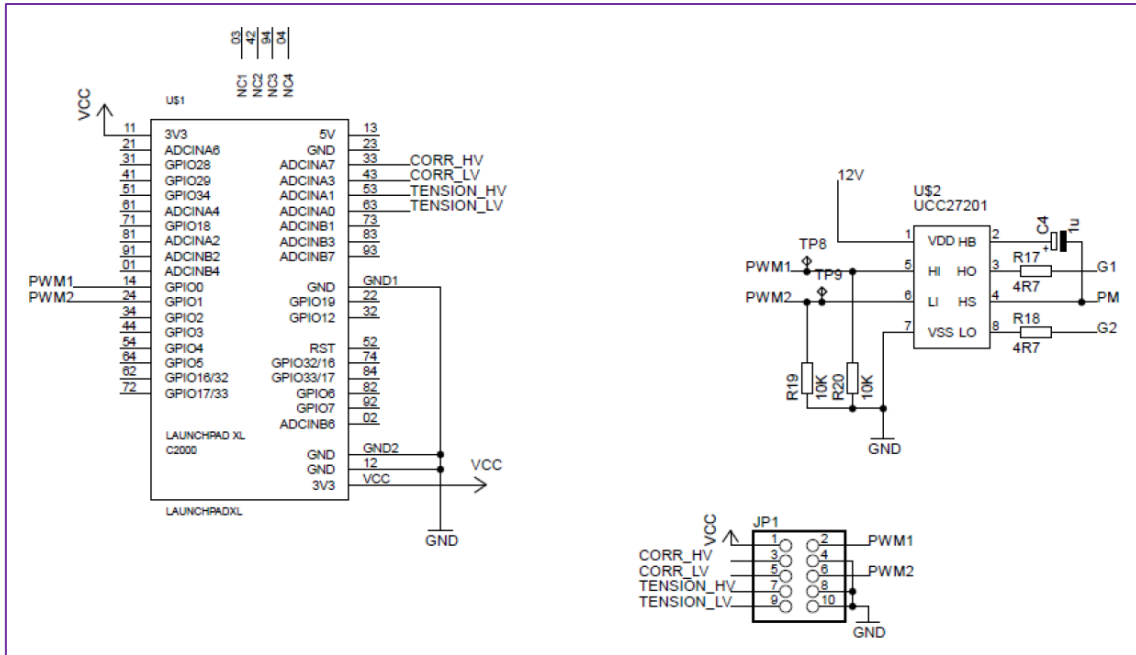 03 42 94 04
NC1 NC2 NC3 NC4
VCC
U$1
11 3V3 5V 13
21 ADCINA6 GND 23
31 GPIO28 ADCINA7 33 CORR_HV
41 GPIO29 ADCINA3 43 CORR_LV
51 GPIO34 ADCINA1 53 TENSION_HV
61 ADCINA4 ADCINA0 63 TENSION_LV
71 GPIO18 ADCINB1 73
81 ADCINA2 ADCINB3 83
91 ADCINB2 ADCINB7 93
01 ADCINB4
PWM1 14 GPIO0 GND GND1
PWM2 24 GPIO1 GPIO19 22
34 GPIO2 GPIO12 32
44 GPIO3
54 GPIO4 RST 52
64 GPIO5 GPIO32/16 74
62 GPIO16/32 GPIO33/17 84
72 GPIO17/33 GPIO6 82
GPIO7 92
ADCINB6 02
LAUNCHPAD XL
C2000
GND GND2
GND 12
3V3 VCC
VCC
LAUNCHPADXL
GND
12V
U$2
UCC27201
1 VDD HB 2
C4
1u
+
TP8
PWM1 5 HI HO 3 R17 G1
4R7
TP9
PWM2 6 LI HS 4 PM
7 VSS LO 8 R18 G2
4R7
R19 10K R20 10K
GND
JP1
VCC 1 2 PWM1
CORR_HV 3 4
CORR_LV 5 6 PWM2
TENSION_HV 7 8
TENSION_LV 9 10
GND